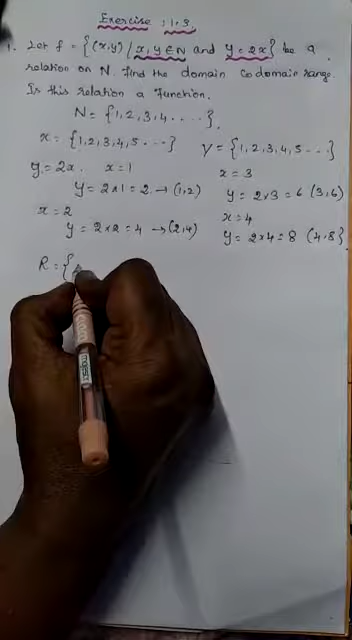 Exercise : 1.3
1. Let f = {(x,y) / x, y ∈ N and y = 2x} be a
relation on N. find the domain Co domain range.
Is this relation a function.
N = {1,2,3,4 . . . . }.
x = {1,2,3,4,5 . . . } y = {1,2,3,4,5 . . . }
y = 2x. x = 1 x = 3
y = 2×1 = 2 → (1,2) y = 2×3 = 6 (3,6)
x = 2 x = 4
y = 2×2 = 4 → (2,4) y = 2×4 = 8 (4,8}
R = {